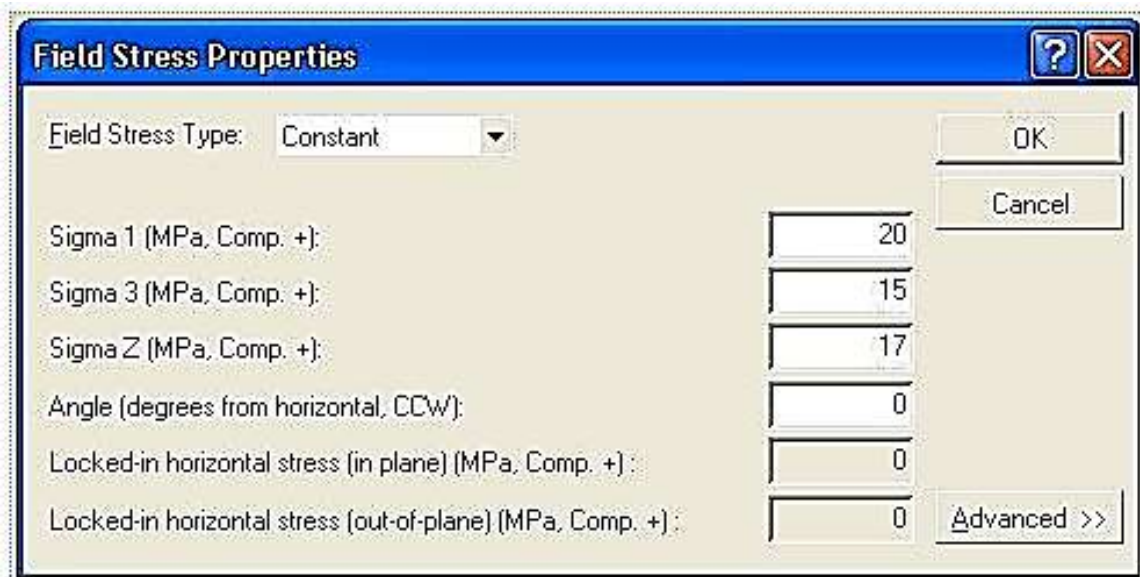 Field Stress Properties
Field Stress Type: Constant
OK
Cancel
Sigma 1 (MPa, Comp. +): 20
Sigma 3 (MPa, Comp. +): 15
Sigma Z (MPa, Comp. +): 17
Angle (degrees from horizontal, CCW): 0
Locked-in horizontal stress (in plane) (MPa, Comp. +) : 0
Locked-in horizontal stress (out-of-plane) (MPa, Comp. +) : 0
Advanced >>